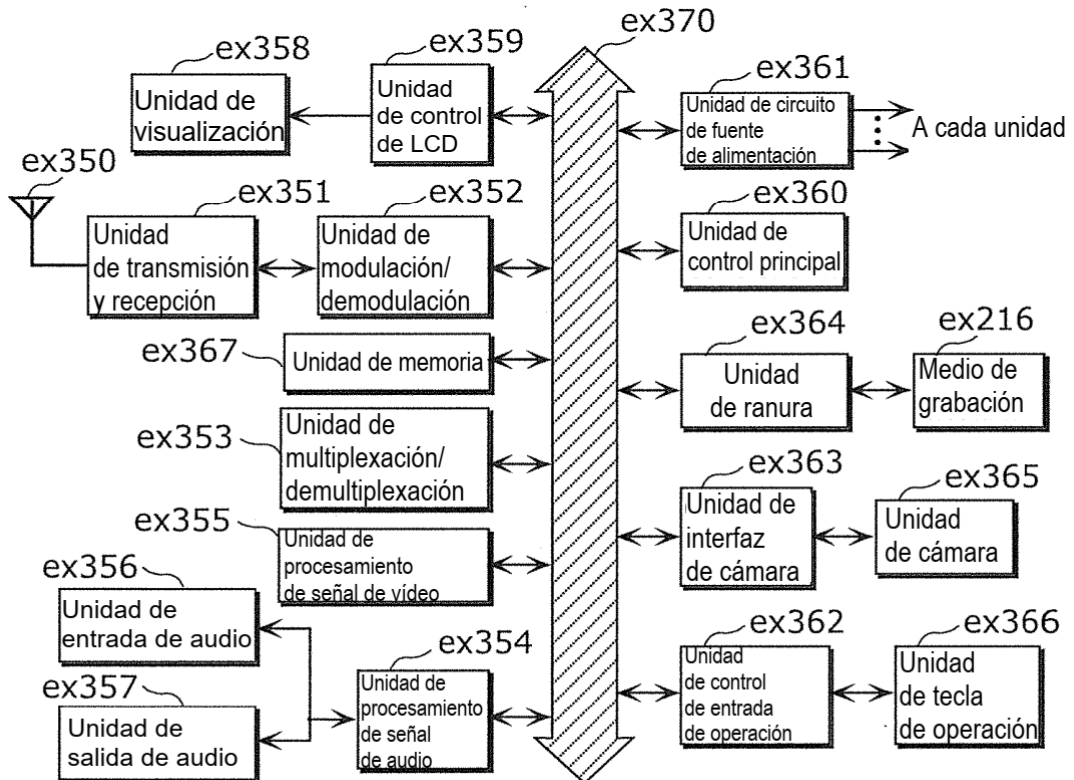 ex370
ex358
ex359
ex361
Unidad de
visualización
Unidad
de control
de LCD
Unidad de circuito
de fuente
de alimentación
A cada unidad
ex350
ex351
ex352
ex360
Unidad
de transmisión
y recepción
Unidad de
modulación/
demodulación
Unidad de
control principal
ex367
Unidad de memoria
ex364
ex216
Unidad
de ranura
Medio de
grabación
ex353
Unidad de
multiplexación/
demultiplexación
ex363
ex365
Unidad de
interfaz
de cámara
Unidad
de cámara
ex355
Unidad de
procesamiento
de señal de vídeo
ex356
Unidad de
entrada de audio
ex354
ex362
ex366
Unidad de
procesamiento
de señal
de audio
Unidad
de control
de entrada
de operación
Unidad
de tecla
de operación
ex357
Unidad de
salida de audio